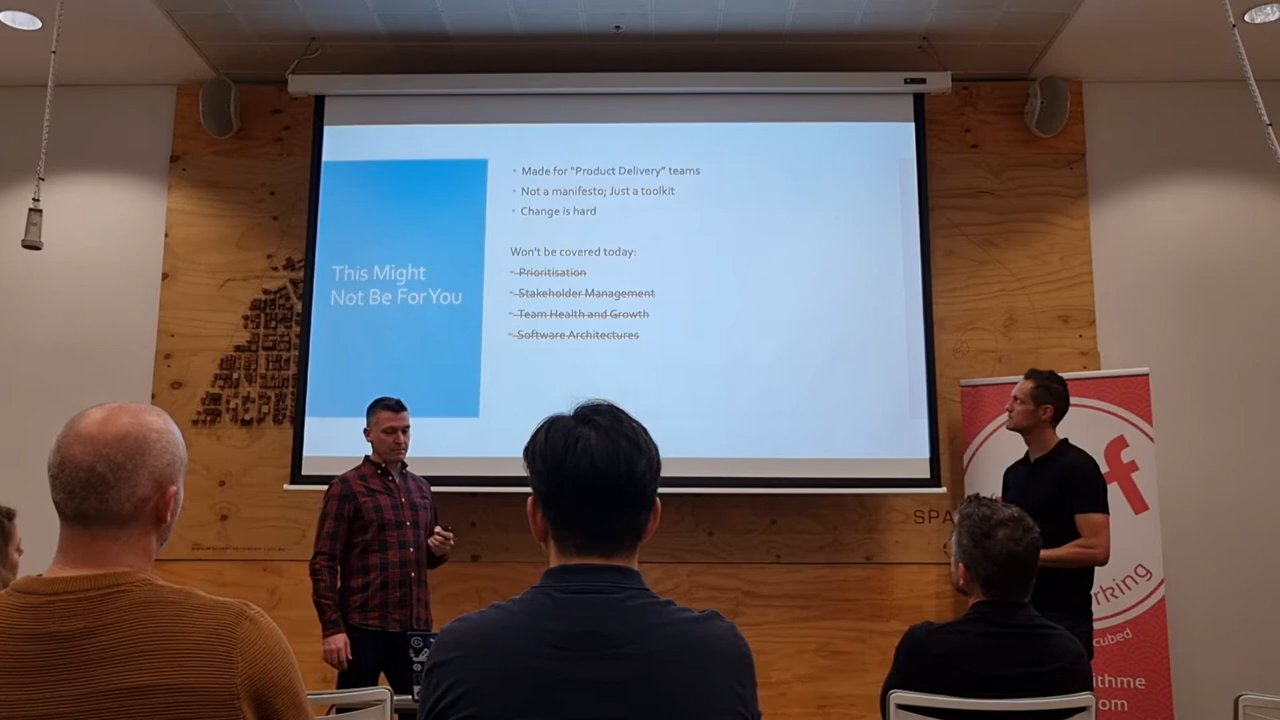 This Might
Not Be For You
Made for "Product Delivery" teams
Not a manifesto; Just a toolkit
Change is hard
Won't be covered today:
Prioritisation
Stakeholder Management
Team Health and Growth
Software Architectures
SPA
f
rking
cubed
ithme
om